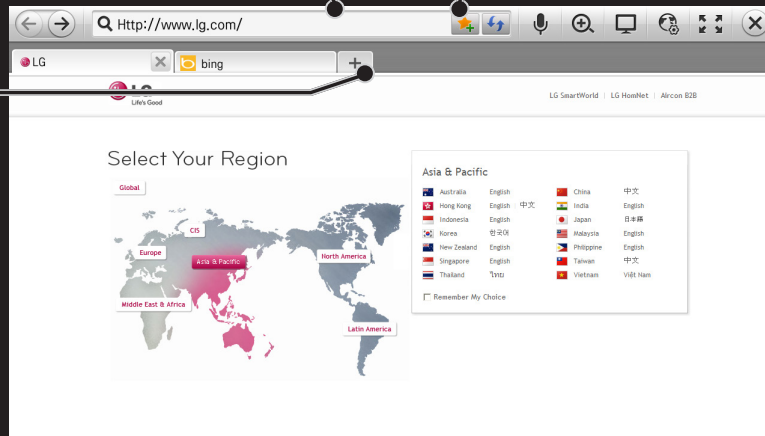 Http://www.lg.com/
LG
bing
LG
Life's Good
LG SmartWorld | LG HomNet | Aircon B2B
Select Your Region
Global
CIS
Europe
Asia & Pacific
North America
Middle East & Africa
Latin America
Asia & Pacific
Australia English China 中文
Hong Kong English 中文 India English
Indonesia English Japan 日本語
Korea 한국어 Malaysia English
New Zealand English Philippine English
Singapore English Taiwan 中文
Thailand ไทย Vietnam Việt Nam
Remember My Choice